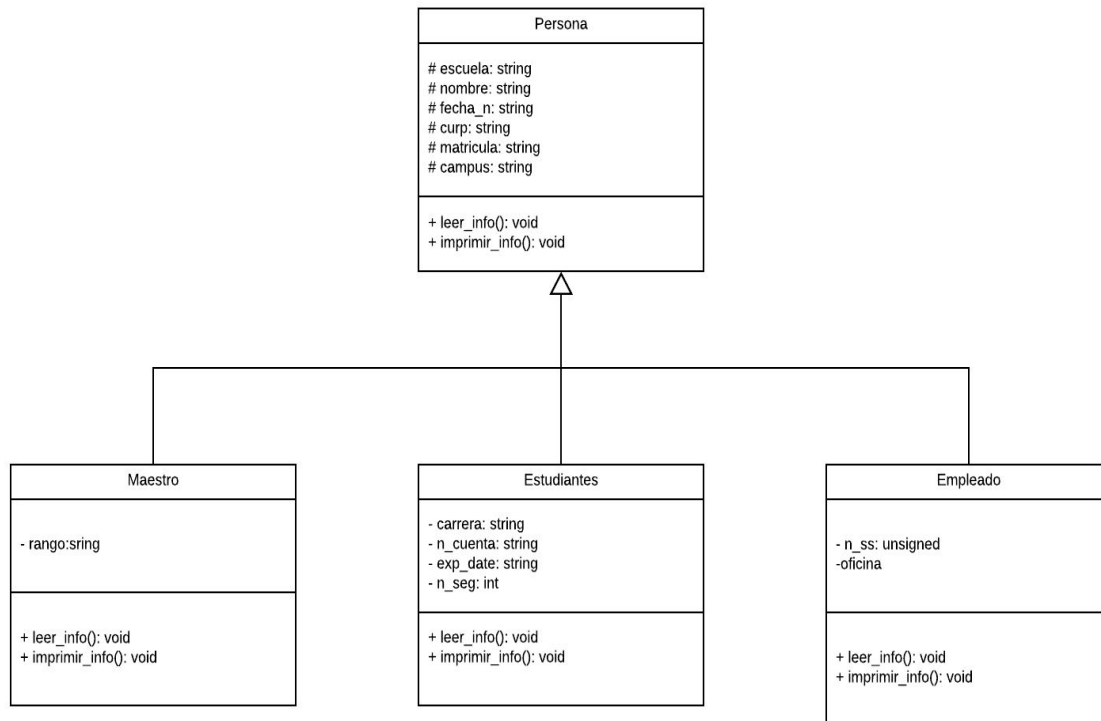 Persona
# escuela: string
# nombre: string
# fecha_n: string
# curp: string
# matricula: string
# campus: string
+ leer_info(): void
+ imprimir_info(): void
Maestro
- rango:sring
+ leer_info(): void
+ imprimir_info(): void
Estudiantes
- carrera: string
- n_cuenta: string
- exp_date: string
- n_seg: int
+ leer_info(): void
+ imprimir_info(): void
Empleado
- n_ss: unsigned
-oficina
+ leer_info(): void
+ imprimir_info(): void